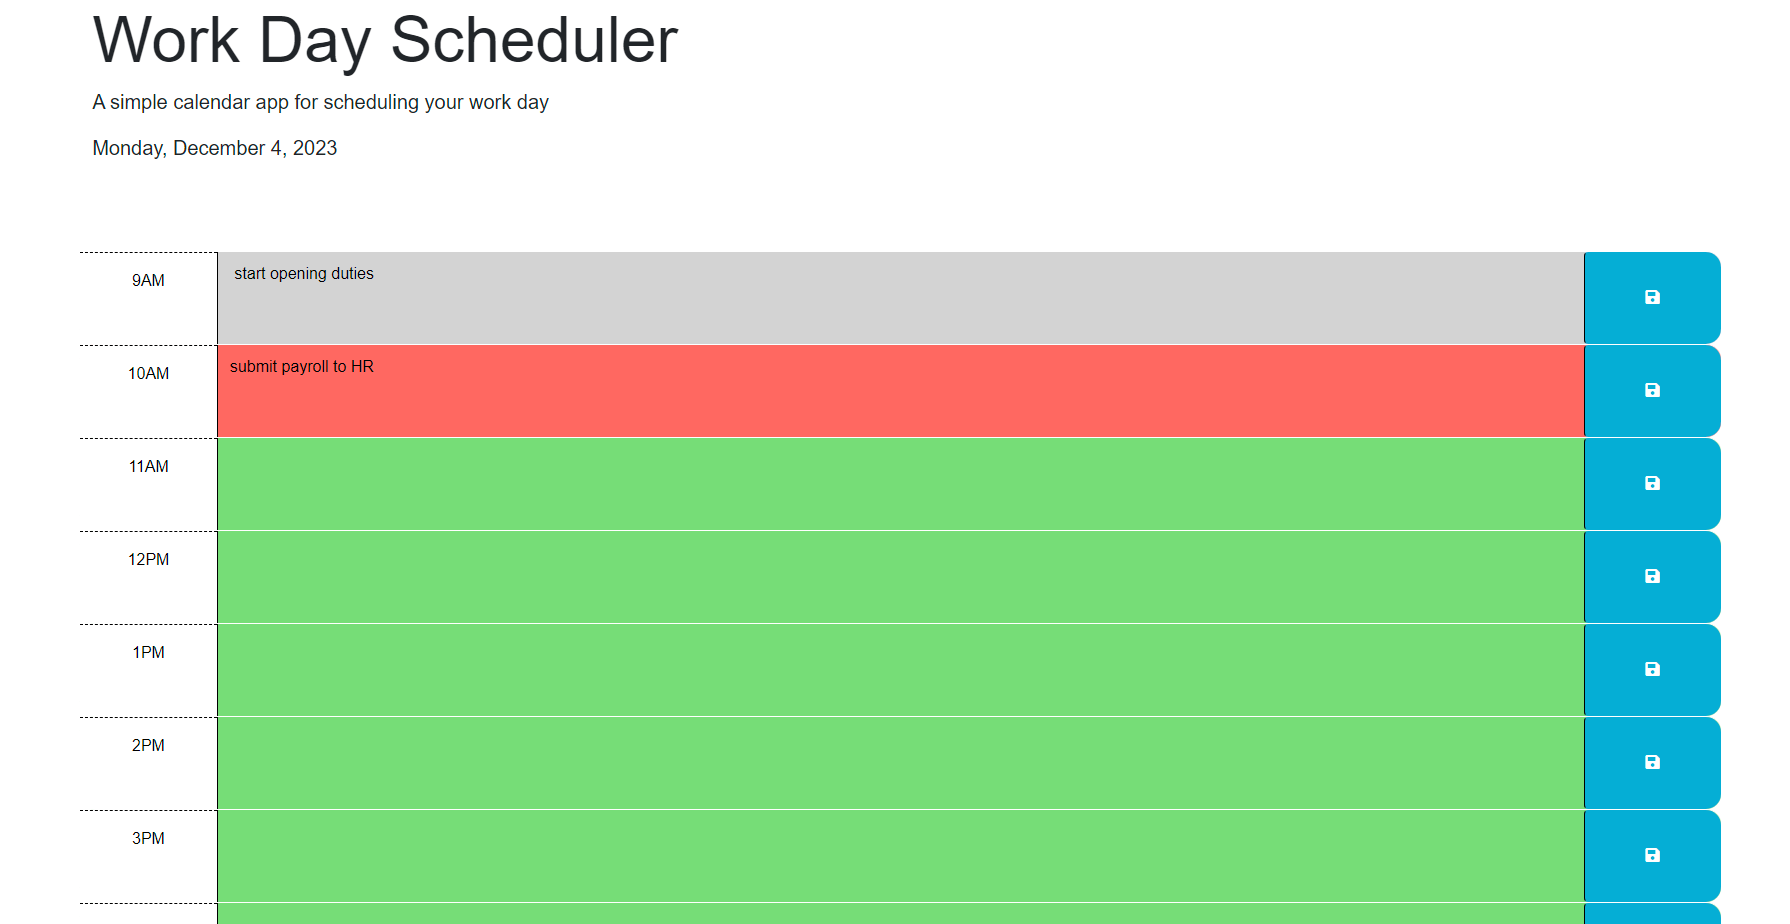 Work Day Scheduler
A simple calendar app for scheduling your work day
Monday, December 4, 2023
9AM
start opening duties
10AM
submit payroll to HR
11AM
12PM
1PM
2PM
3PM